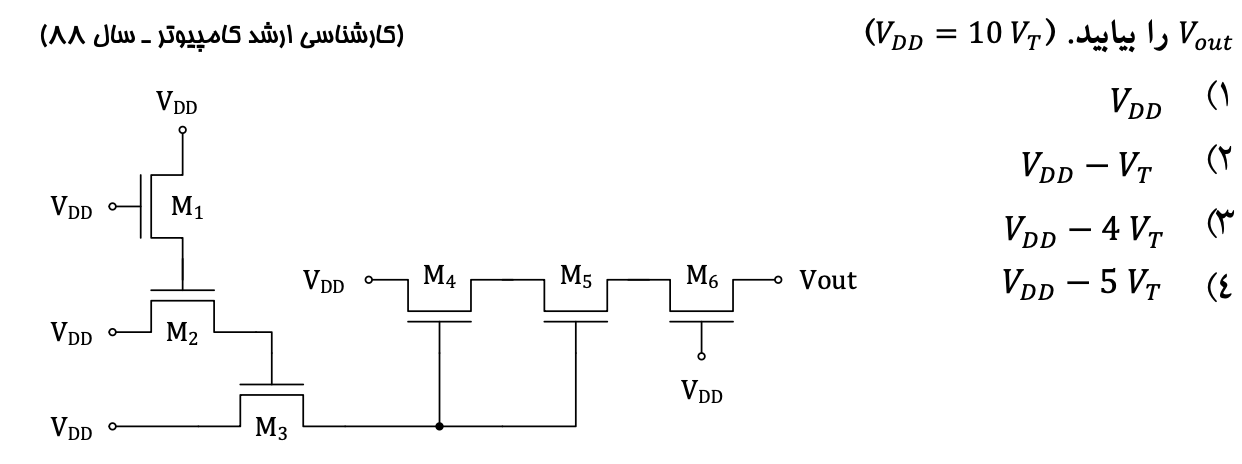 V_out را بیابید. (V_DD = 10 V_T)
(کارشناسی ارشد کامپیوتر ـ سال ۸۸)
۱) V_DD
۲) V_DD − V_T
۳) V_DD − 4 V_T
٤) V_DD − 5 V_T
V_DD
V_DD
M_1
V_DD
M_4
M_5
M_6
Vout
V_DD
M_2
V_DD
V_DD
M_3